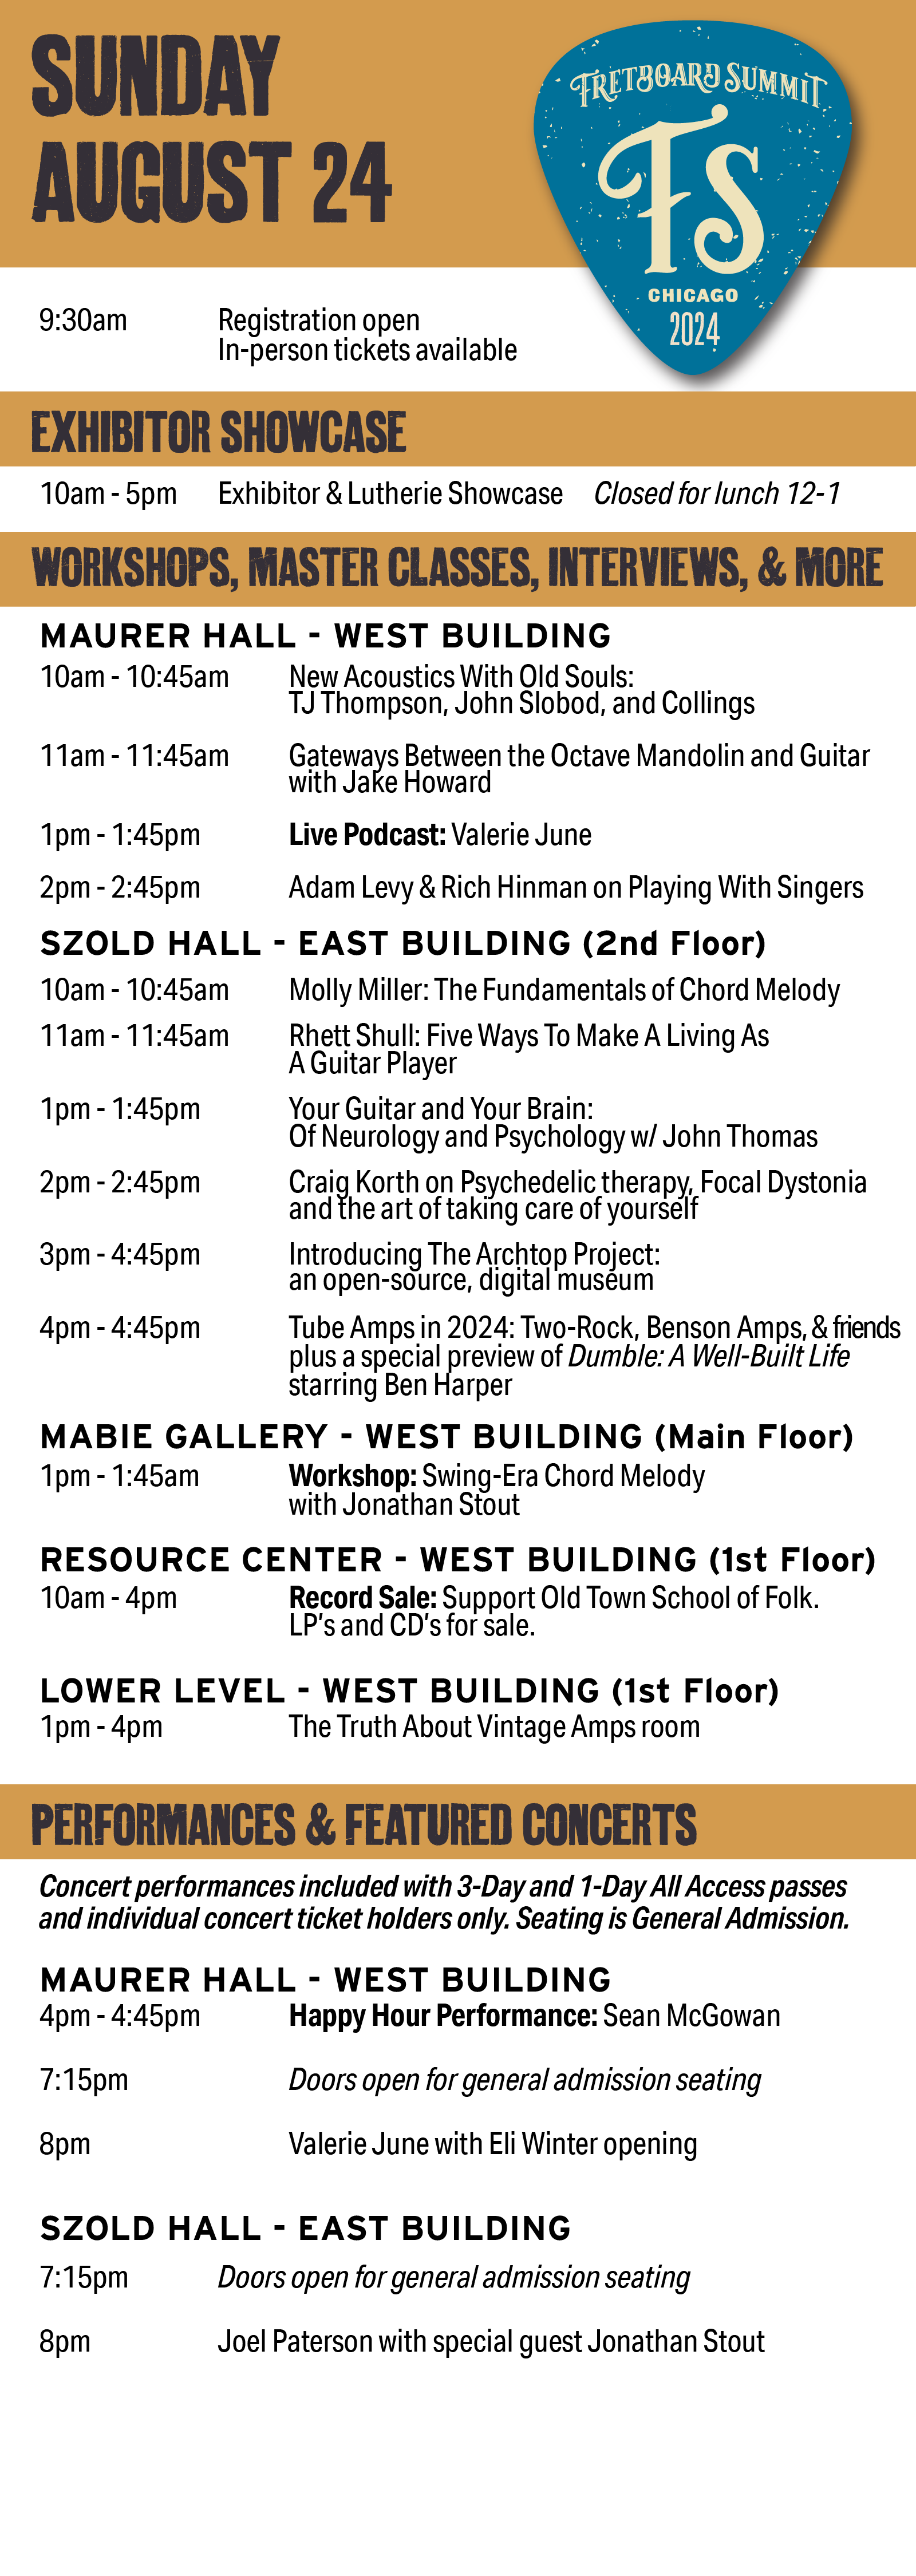 SUNDAY
AUGUST 24
FRETBOARD SUMMIT
FS
CHICAGO
2024
9:30am Registration open
In-person tickets available
EXHIBITOR SHOWCASE
10am - 5pm Exhibitor & Lutherie Showcase Closed for lunch 12-1
WORKSHOPS, MASTER CLASSES, INTERVIEWS, & MORE
MAURER HALL - WEST BUILDING
10am - 10:45am New Acoustics With Old Souls:
TJ Thompson, John Slobod, and Collings
11am - 11:45am Gateways Between the Octave Mandolin and Guitar
with Jake Howard
1pm - 1:45pm Live Podcast: Valerie June
2pm - 2:45pm Adam Levy & Rich Hinman on Playing With Singers
SZOLD HALL - EAST BUILDING (2nd Floor)
10am - 10:45am Molly Miller: The Fundamentals of Chord Melody
11am - 11:45am Rhett Shull: Five Ways To Make A Living As
A Guitar Player
1pm - 1:45pm Your Guitar and Your Brain:
Of Neurology and Psychology w/ John Thomas
2pm - 2:45pm Craig Korth on Psychedelic therapy, Focal Dystonia
and the art of taking care of yourself
3pm - 4:45pm Introducing The Archtop Project:
an open-source, digital museum
4pm - 4:45pm Tube Amps in 2024: Two-Rock, Benson Amps, & friends
plus a special preview of Dumble: A Well-Built Life
starring Ben Harper
MABIE GALLERY - WEST BUILDING (Main Floor)
1pm - 1:45am Workshop: Swing-Era Chord Melody
with Jonathan Stout
RESOURCE CENTER - WEST BUILDING (1st Floor)
10am - 4pm Record Sale: Support Old Town School of Folk.
LP's and CD's for sale.
LOWER LEVEL - WEST BUILDING (1st Floor)
1pm - 4pm The Truth About Vintage Amps room
PERFORMANCES & FEATURED CONCERTS
Concert performances included with 3-Day and 1-Day All Access passes
and individual concert ticket holders only. Seating is General Admission.
MAURER HALL - WEST BUILDING
4pm - 4:45pm Happy Hour Performance: Sean McGowan
7:15pm Doors open for general admission seating
8pm Valerie June with Eli Winter opening
SZOLD HALL - EAST BUILDING
7:15pm Doors open for general admission seating
8pm Joel Paterson with special guest Jonathan Stout